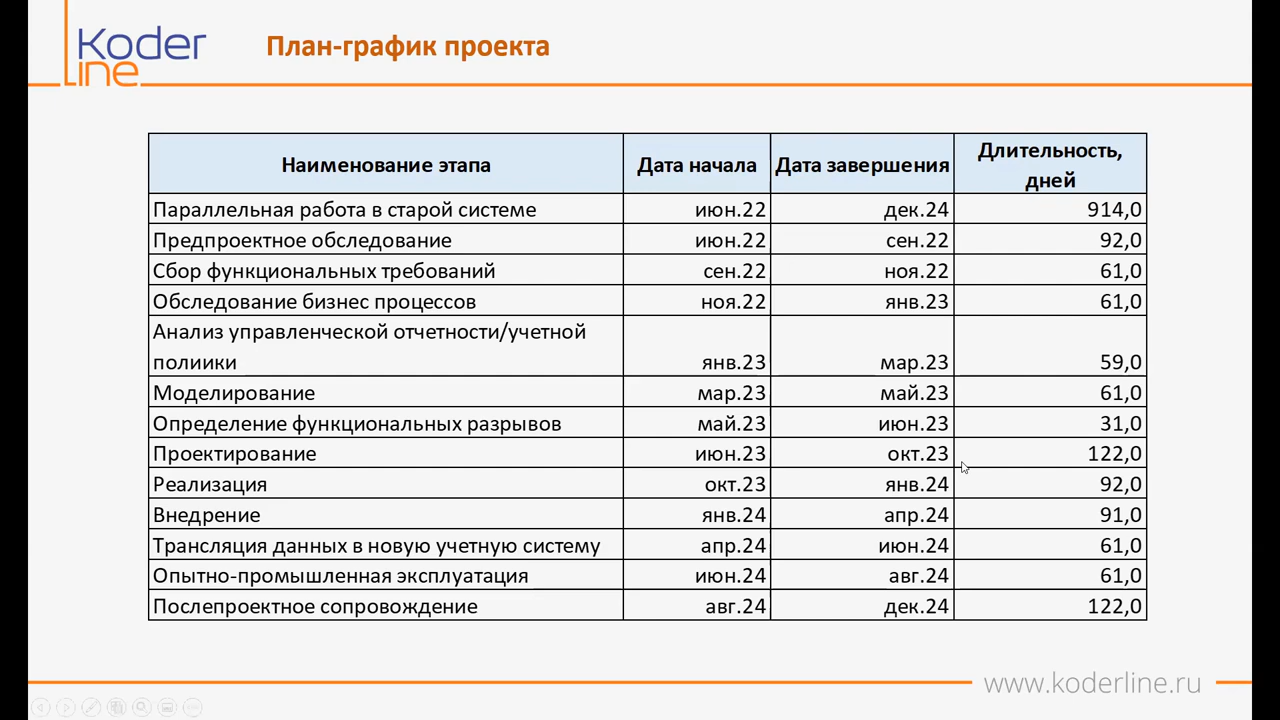 Koder
line
План-график проекта
Наименование этапа Дата начала Дата завершения Длительность, дней
Параллельная работа в старой системе июн.22 дек.24 914,0
Предпроектное обследование июн.22 сен.22 92,0
Сбор функциональных требований сен.22 ноя.22 61,0
Обследование бизнес процессов ноя.22 янв.23 61,0
Анализ управленческой отчетности/учетной
полиики янв.23 мар.23 59,0
Моделирование мар.23 май.23 61,0
Определение функциональных разрывов май.23 июн.23 31,0
Проектирование июн.23 окт.23 122,0
Реализация окт.23 янв.24 92,0
Внедрение янв.24 апр.24 91,0
Трансляция данных в новую учетную систему апр.24 июн.24 61,0
Опытно-промышленная эксплуатация июн.24 авг.24 61,0
Послепроектное сопровождение авг.24 дек.24 122,0
www.koderline.ru